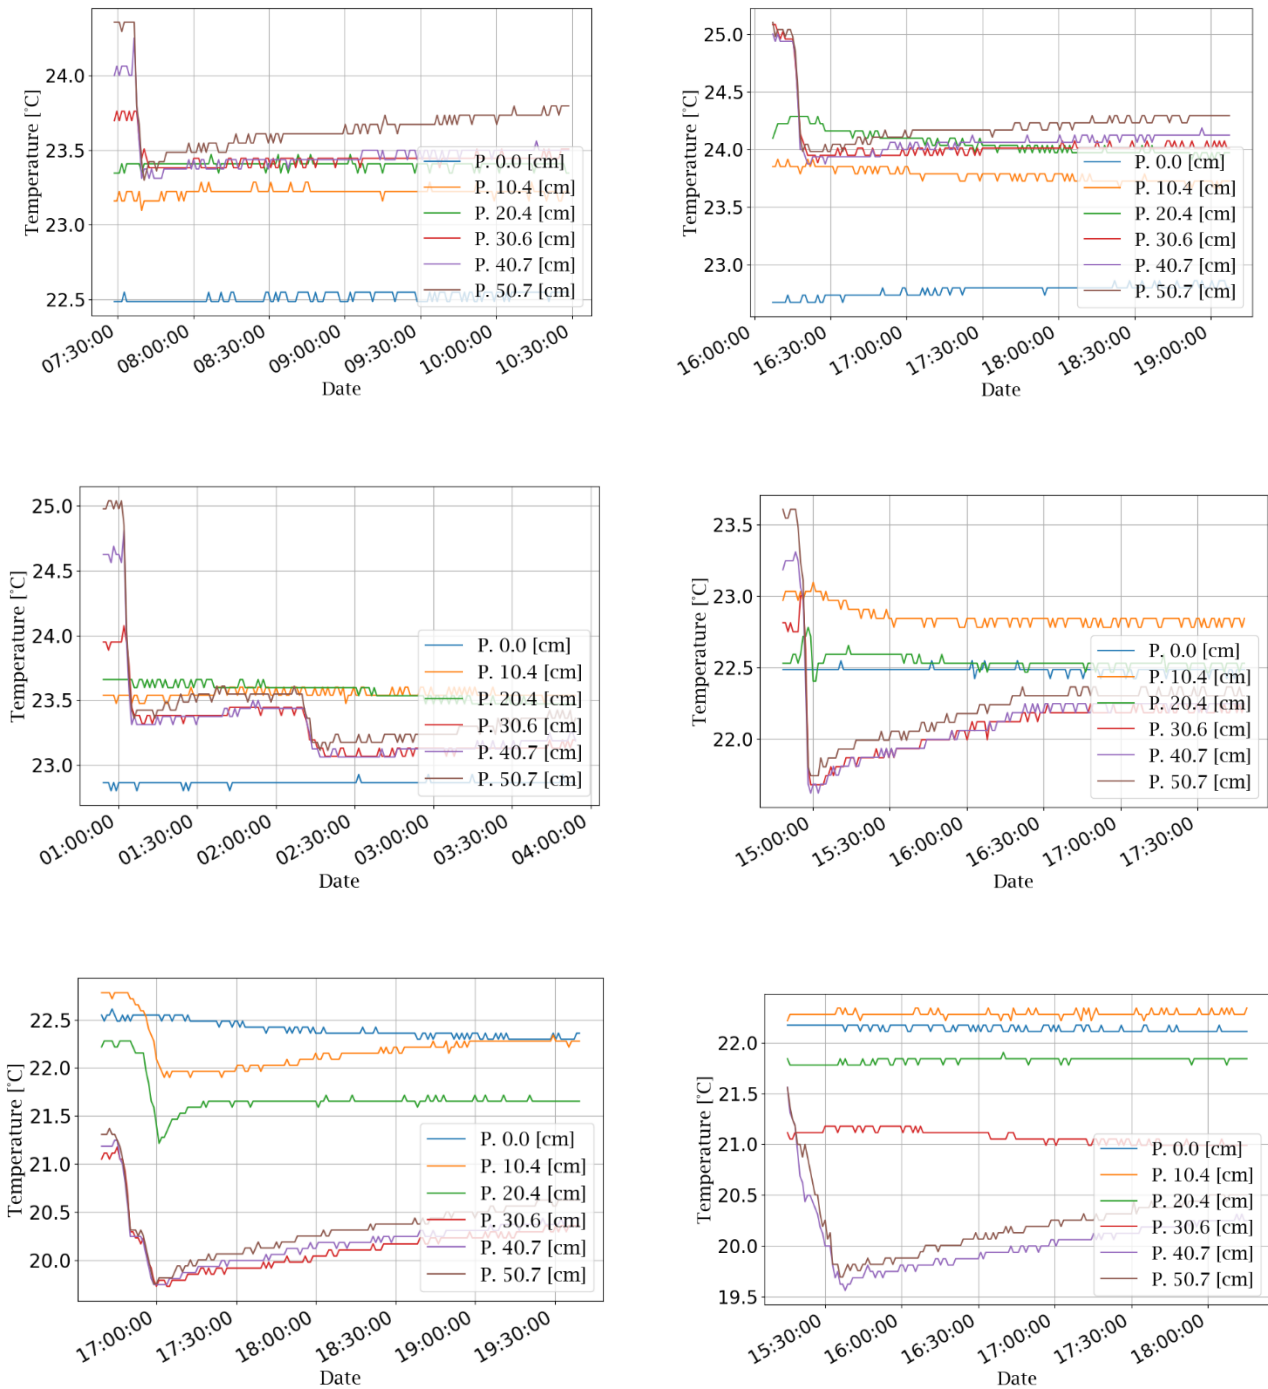 24.0
23.5
23.0
22.5
Temperature [˚C]
P. 0.0 [cm]
P. 10.4 [cm]
P. 20.4 [cm]
P. 30.6 [cm]
P. 40.7 [cm]
P. 50.7 [cm]
07:30:00 08:00:00 08:30:00 09:00:00 09:30:00 10:00:00 10:30:00
Date
25.0
24.5
24.0
23.5
23.0
Temperature [˚C]
P. 0.0 [cm]
P. 10.4 [cm]
P. 20.4 [cm]
P. 30.6 [cm]
P. 40.7 [cm]
P. 50.7 [cm]
16:00:00 16:30:00 17:00:00 17:30:00 18:00:00 18:30:00 19:00:00
Date
25.0
24.5
24.0
23.5
23.0
Temperature [˚C]
P. 0.0 [cm]
P. 10.4 [cm]
P. 20.4 [cm]
P. 30.6 [cm]
P. 40.7 [cm]
P. 50.7 [cm]
01:00:00 01:30:00 02:00:00 02:30:00 03:00:00 03:30:00 04:00:00
Date
23.5
23.0
22.5
22.0
Temperature [˚C]
P. 0.0 [cm]
P. 10.4 [cm]
P. 20.4 [cm]
P. 30.6 [cm]
P. 40.7 [cm]
P. 50.7 [cm]
15:00:00 15:30:00 16:00:00 16:30:00 17:00:00 17:30:00
Date
22.5
22.0
21.5
21.0
20.5
20.0
Temperature [˚C]
P. 0.0 [cm]
P. 10.4 [cm]
P. 20.4 [cm]
P. 30.6 [cm]
P. 40.7 [cm]
P. 50.7 [cm]
17:00:00 17:30:00 18:00:00 18:30:00 19:00:00 19:30:00
Date
22.0
21.5
21.0
20.5
20.0
19.5
Temperature [˚C]
P. 0.0 [cm]
P. 10.4 [cm]
P. 20.4 [cm]
P. 30.6 [cm]
P. 40.7 [cm]
P. 50.7 [cm]
15:30:00 16:00:00 16:30:00 17:00:00 17:30:00 18:00:00
Date